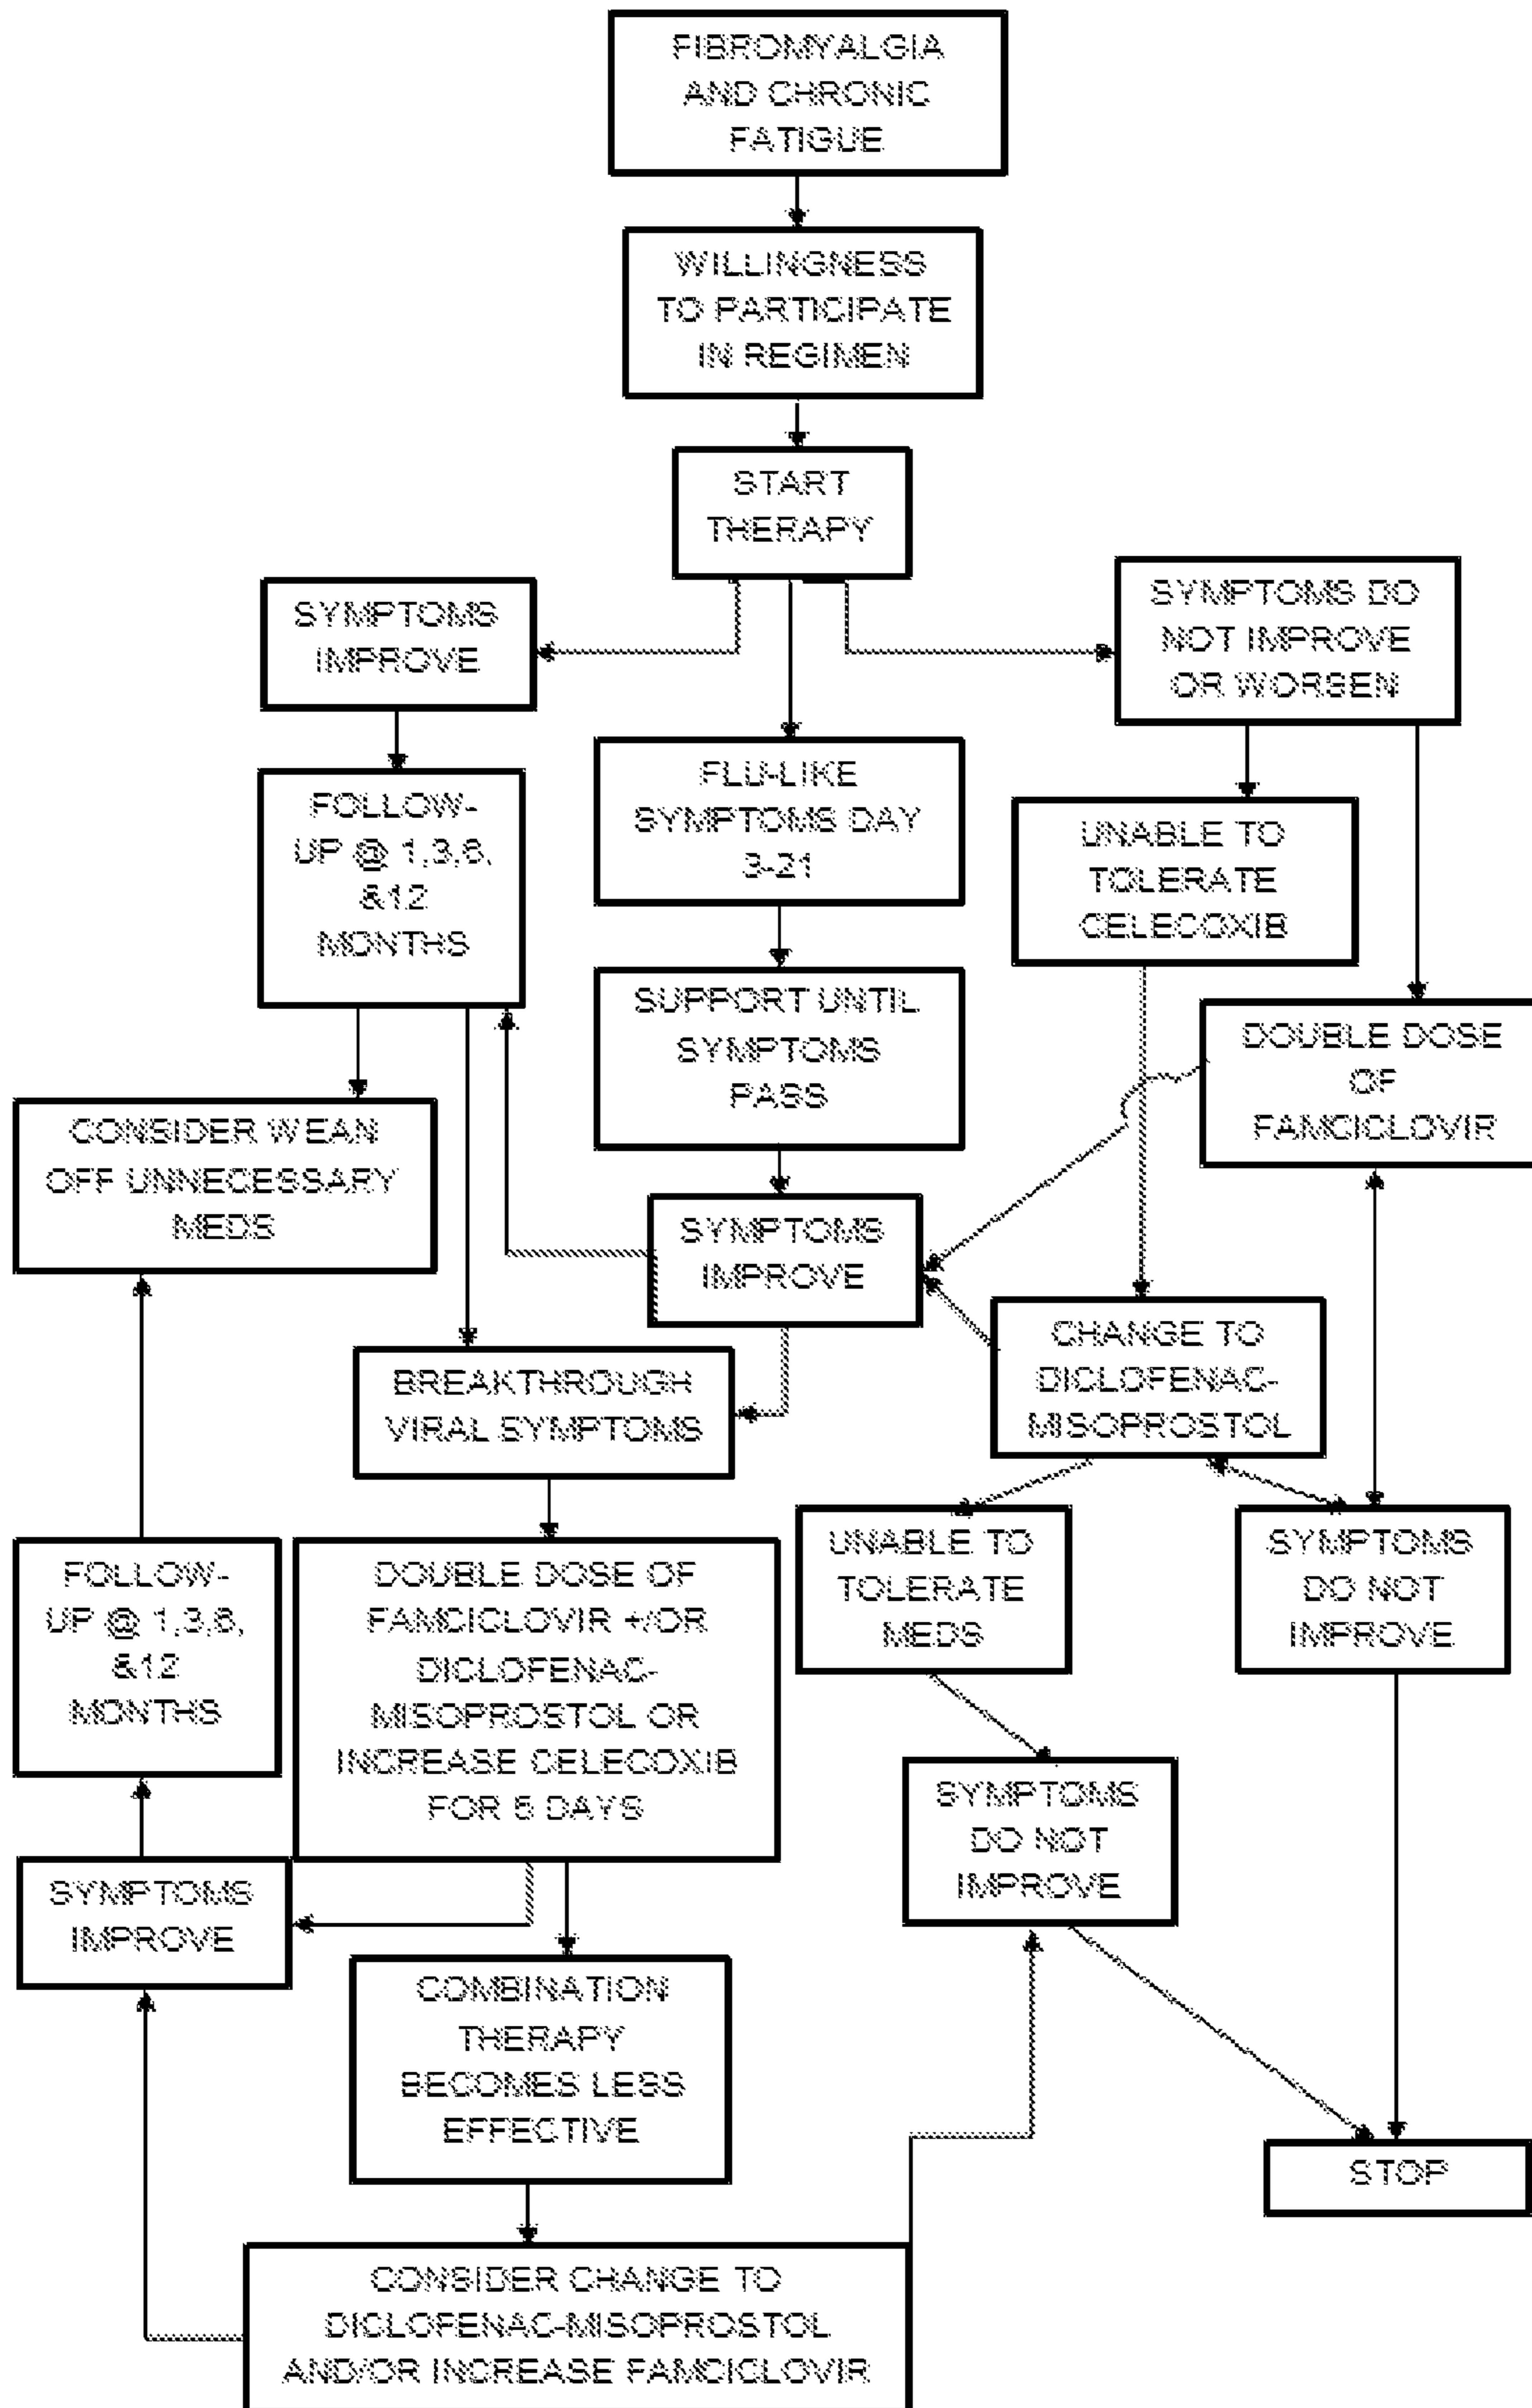 FIBROMYALGIA
AND CHRONIC
FATIGUE
WILLINGNESS
TO PARTICIPATE
IN REGIMEN
START
THERAPY
SYMPTOMS
IMPROVE
SYMPTOMS DO
NOT IMPROVE
OR WORSEN
FOLLOW-
UP @ 1,3,6,
&12
MONTHS
FLU-LIKE
SYMPTOMS DAY
3-21
UNABLE TO
TOLERATE
CELECOXIB
SUPPORT UNTIL
SYMPTOMS
PASS
DOUBLE DOSE
OF
FAMCICLOVIR
CONSIDER WEAN
OFF UNNECESSARY
MEDS
SYMPTOMS
IMPROVE
CHANGE TO
DICLOFENAC-
MISOPROSTOL
BREAKTHROUGH
VIRAL SYMPTOMS
UNABLE TO
TOLERATE
MEDS
SYMPTOMS
DO NOT
IMPROVE
FOLLOW-
UP @ 1,3,6,
&12
MONTHS
DOUBLE DOSE OF
FAMCICLOVIR +/OR
DICLOFENAC-
MISOPROSTOL OR
INCREASE CELECOXIB
FOR DAYS
SYMPTOMS
DO NOT
IMPROVE
SYMPTOMS
IMPROVE
COMBINATION
THERAPY
BECOMES LESS
EFFECTIVE
STOP
CONSIDER CHANGE TO
DICLOFENAC-MISOPROSTOL
AND/OR INCREASE FAMCICLOVIR